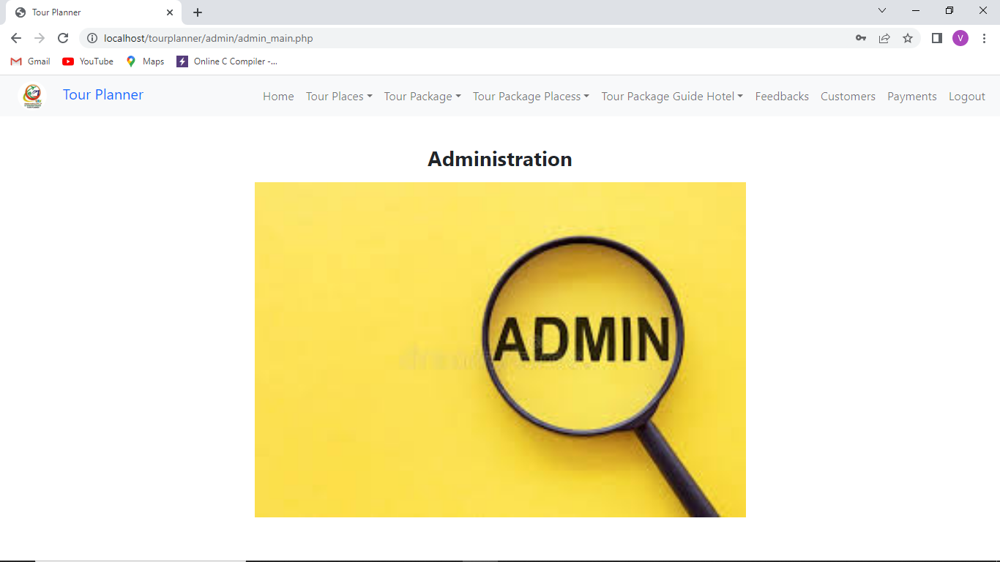 Tour Planner
localhost/tourplanner/admin/admin_main.php
V
Gmail YouTube Maps Online C Compiler -...
Tour Planner Home Tour Places Tour Package Tour Package Placess Tour Package Guide Hotel Feedbacks Customers Payments Logout
Administration
ADMIN